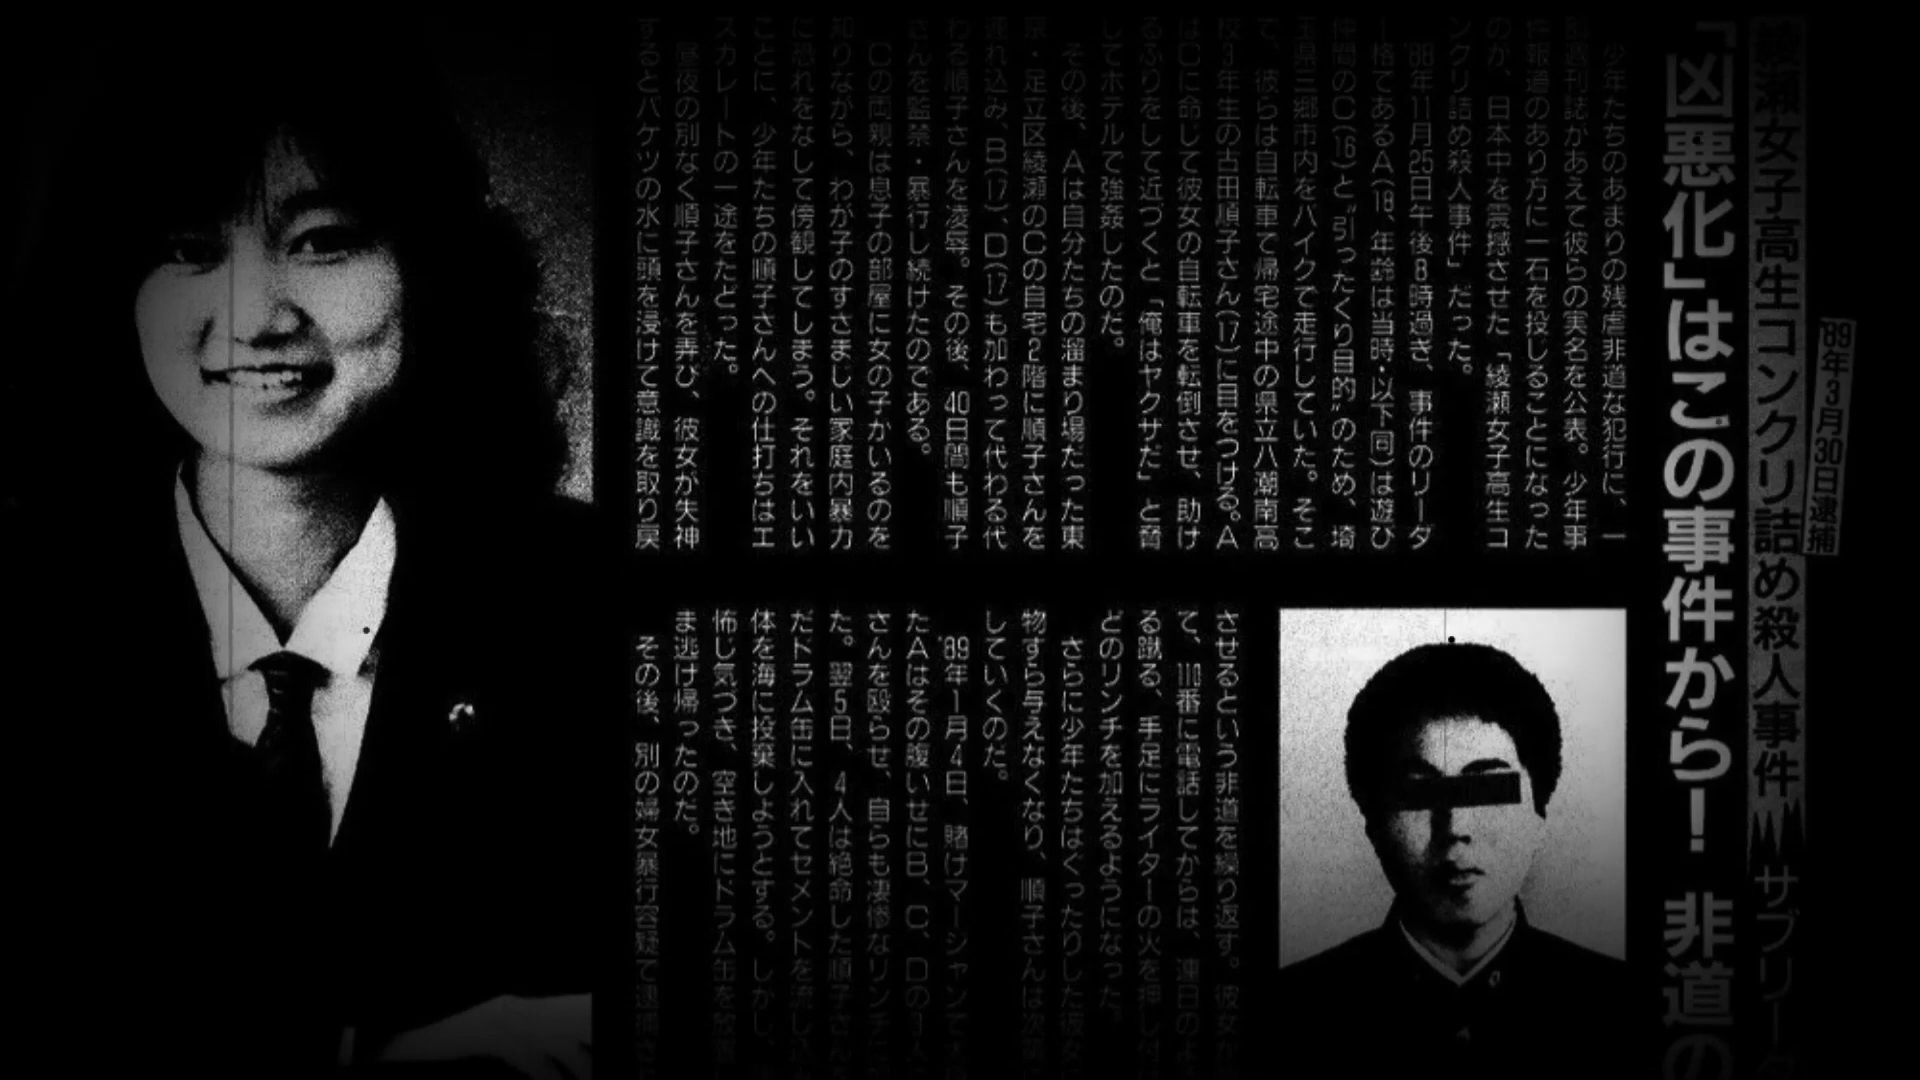 '89年3月30日逮捕
綾瀬女子高生コンクリ詰め殺人事件 サブリーダ
「凶悪化」はこの事件から! 非道の
少年たちのあまりの残虐非道な犯行に、一
部週刊誌があえて彼らの実名を公表。少年事
件報道のあり方に一石を投じることになった
のが、日本中を震撼させた「綾瀬女子高生コ
ンクリ詰め殺人事件」だった。
'88年11月25日午後8時過ぎ、事件のリーダ
ー格であるA(18、年齢は当時・以下同)は遊び
仲間のC(16)と"引ったくり目的"のため、埼
玉県三郷市内をバイクで走行していた。そこ
で、彼らは自転車で帰宅途中の県立八潮南高
校3年生の古田順子さん(17)に目をつける。A
はCに命じて彼女の自転車を転倒させ、助け
るふりをして近づくと「俺はヤクザだ」と脅
してホテルで強姦したのだ。
その後、Aは自分たちの溜まり場だった東
京・足立区綾瀬のCの自宅2階に順子さんを
連れ込み、B(17)、D(17)も加わって代わる代
わる順子さんを凌辱。その後、40日間も順子
さんを監禁・暴行し続けたのである。
Cの両親は息子の部屋に女の子がいるのを
知りながら、わが子のすさまじい家庭内暴力
に恐れをなして傍観してしまう。それをいい
ことに、少年たちの順子さんへの仕打ちはエ
スカレートの一途をたどった。
昼夜の別なく順子さんを弄び、彼女が失神
するとバケツの水に頭を浸けて意識を取り戻
させるという非道を繰り返す。彼女が
て、110番に電話してからは、連日のよ
る蹴る、手足にライターの火を押し付
どのリンチを加えるようになった。
さらに少年たちはぐったりした彼女に
物すら与えなくなり、順子さんは次第に
していくのだ。
'89年1月4日、賭けマージャンで大
たAはその腹いせにB、C、Dの3人に
さんを殴らせ、自らも凄惨なリンチに
た。翌5日、4人は絶命した順子さん
だドラム缶に入れてセメントを流し込
体を海に投棄しようとする。しかし、
怖じ気づき、空き地にドラム缶を放置
ま逃げ帰ったのだ。
その後、別の婦女暴行容疑で逮捕さ